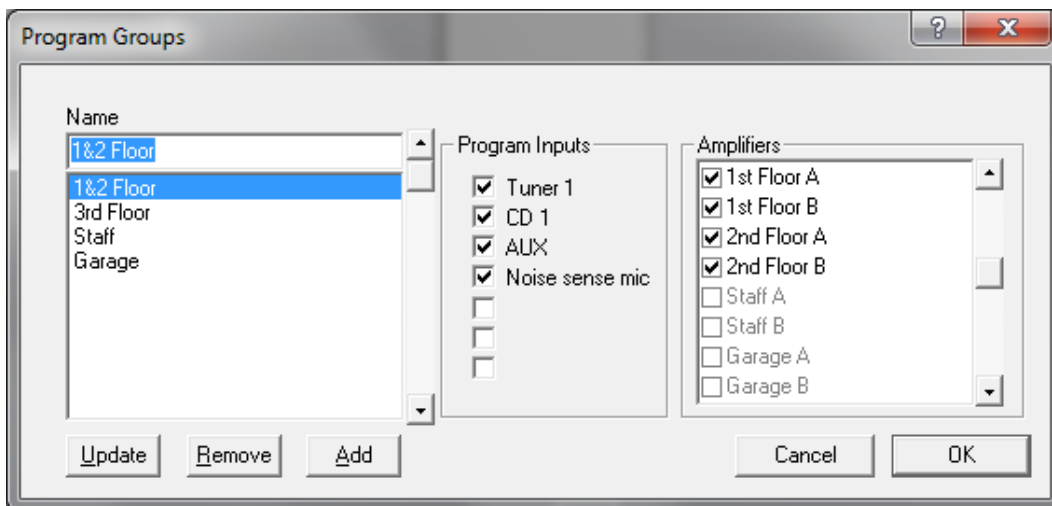 Program Groups
?
X
Name
1&2 Floor
1&2 Floor
3rd Floor
Staff
Garage
Update
Remove
Add
Program Inputs
Tuner 1
CD 1
AUX
Noise sense mic
Amplifiers
1st Floor A
1st Floor B
2nd Floor A
2nd Floor B
Staff A
Staff B
Garage A
Garage B
Cancel
OK